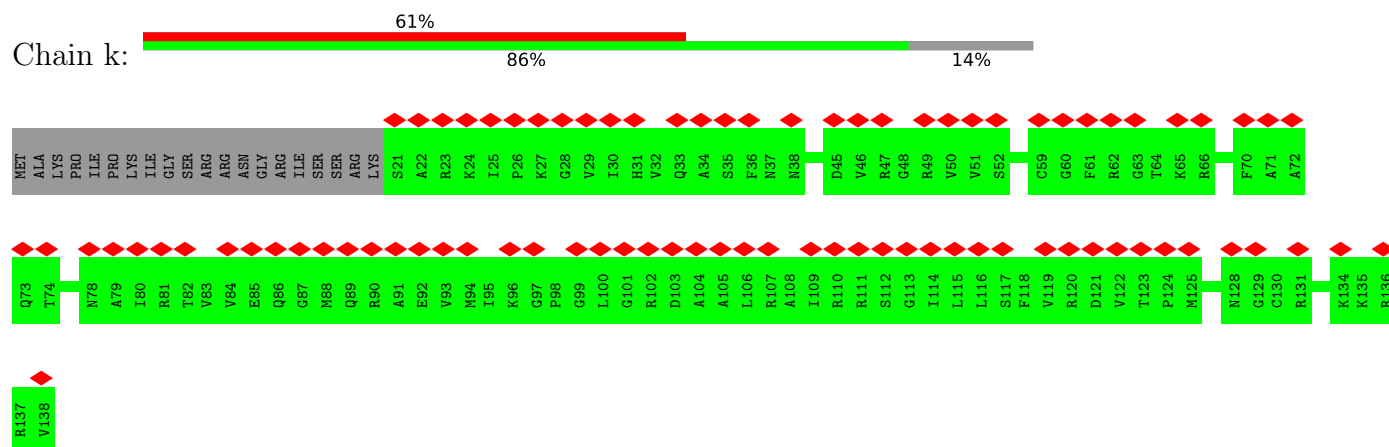 61%
Chain k:
86% 14%
MET ALA LYS PRO ILE PRO LYS ILE GLY SER ARG ARG ASN GLY ARG ILE SER SER ARG LYS S21 A22 R23 K24 I25 P26 K27 G28 V29 I30 H31 V32 Q33 A34 S35 F36 N37 N38 D45 V46 R47 G48 R49 V50 V51 S52 C59 G60 F61 R62 G63 T64 K65 R66 F70 A71 A72
Q73 T74 N78 A79 I80 R81 T82 V83 V84 E85 Q86 G87 M88 Q89 R90 A91 E92 V93 M94 I95 K96 G97 P98 G99 L100 G101 R102 D103 A104 A105 L106 R107 A108 I109 R110 R111 S112 G113 I114 L115 L116 S117 F118 V119 R120 D121 V122 T123 P124 M125 N128 G129 C130 R131 K134 K135 R136
R137 V138